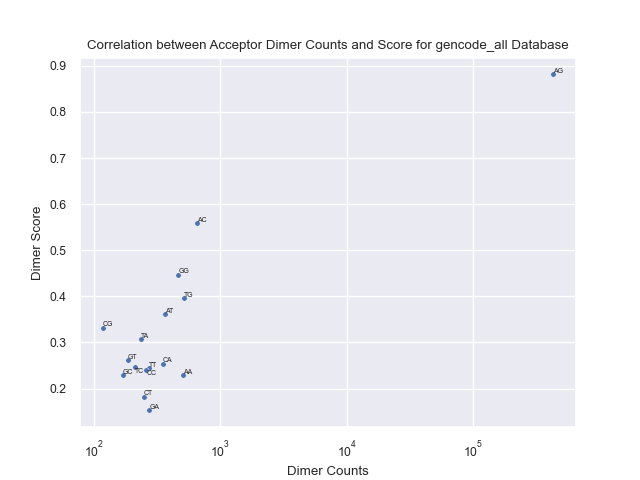 Correlation between Acceptor Dimer Counts and Score for gencode_all Database
0.9
AG
0.8
0.7
0.6
AC
0.5
GG
0.4
TG
AT
CG
0.3
TA
GT
CA
TT
GC
TC
CC
AA
0.2
CT
GA
Dimer Score
10^2
10^3
10^4
10^5
Dimer Counts